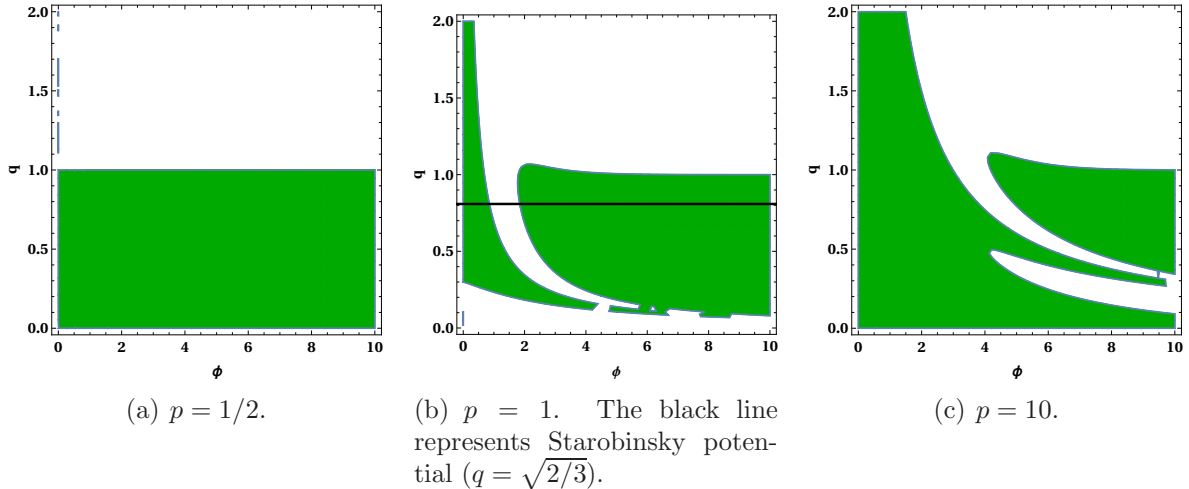 2.0
1.5
1.0
0.5
0.0
q
0 2 4 6 8 10
ϕ
2.0
1.5
1.0
0.5
0.0
q
0 2 4 6 8 10
ϕ
2.0
1.5
1.0
0.5
0.0
q
0 2 4 6 8 10
ϕ
(a) p = 1/2.
(b) p = 1. The black line
represents Starobinsky poten-
tial (q = √2/3).
(c) p = 10.